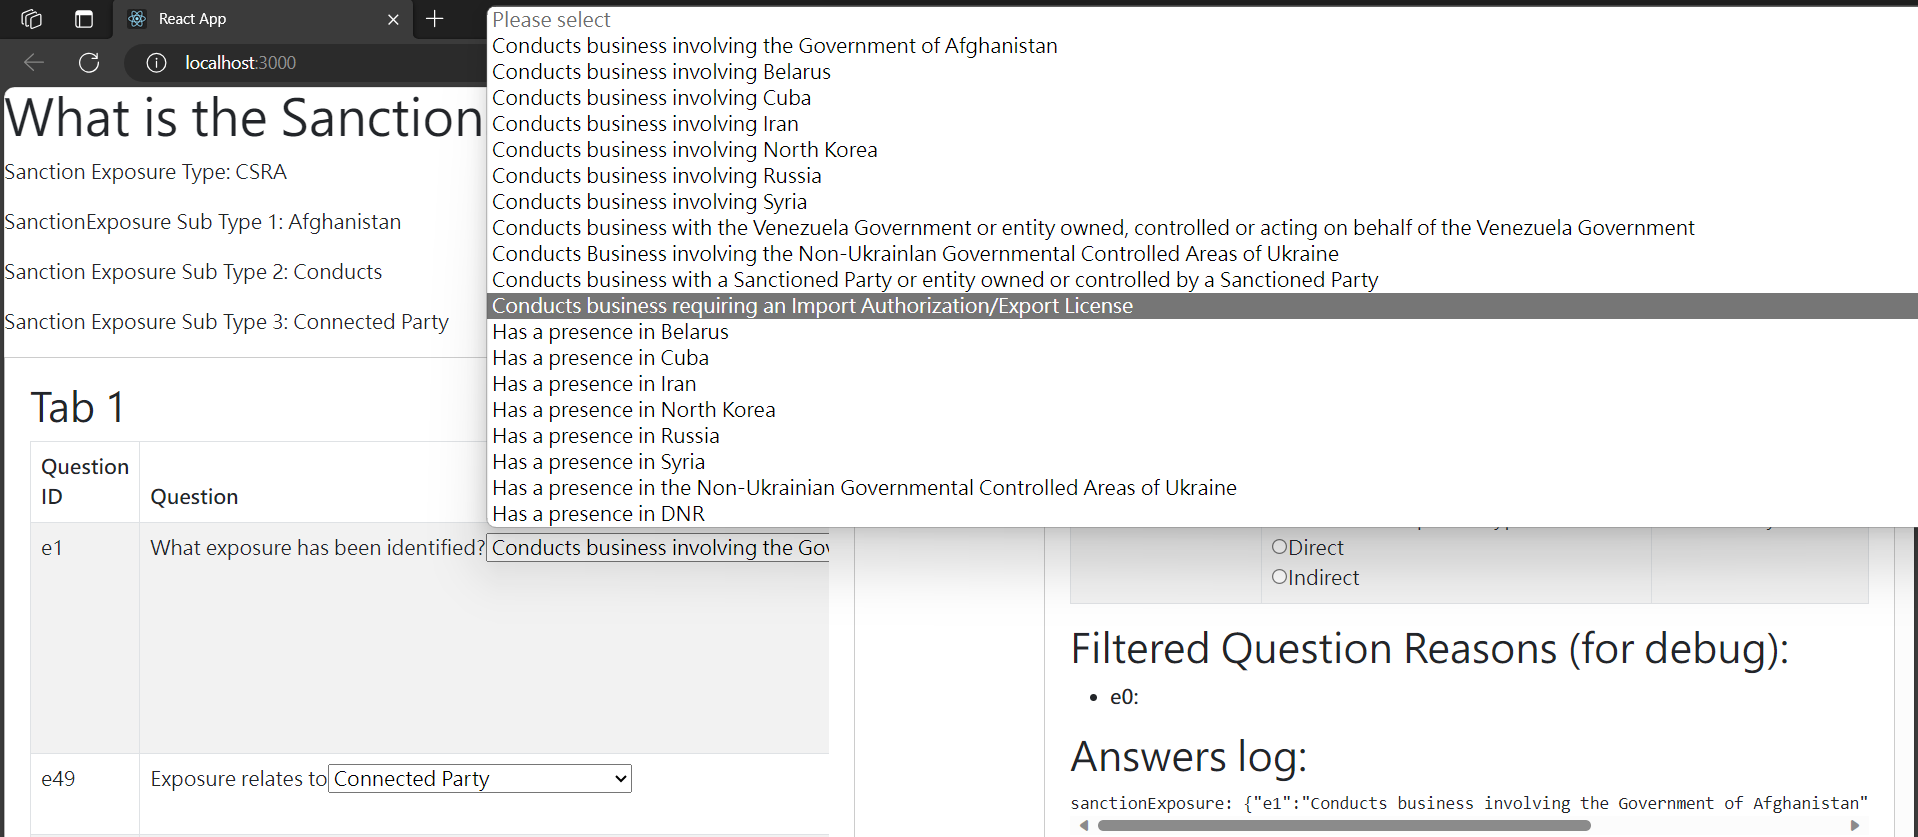 React App
localhost:3000
What is the Sanction
Sanction Exposure Type: CSRA
SanctionExposure Sub Type 1: Afghanistan
Sanction Exposure Sub Type 2: Conducts
Sanction Exposure Sub Type 3: Connected Party
Please select
Conducts business involving the Government of Afghanistan
Conducts business involving Belarus
Conducts business involving Cuba
Conducts business involving Iran
Conducts business involving North Korea
Conducts business involving Russia
Conducts business involving Syria
Conducts business with the Venezuela Government or entity owned, controlled or acting on behalf of the Venezuela Government
Conducts Business involving the Non-Ukrainlan Governmental Controlled Areas of Ukraine
Conducts business with a Sanctioned Party or entity owned or controlled by a Sanctioned Party
Conducts business requiring an Import Authorization/Export License
Has a presence in Belarus
Has a presence in Cuba
Has a presence in Iran
Has a presence in North Korea
Has a presence in Russia
Has a presence in Syria
Has a presence in the Non-Ukrainian Governmental Controlled Areas of Ukraine
Has a presence in DNR
Tab 1
Question ID
Question
e1
What exposure has been identified? Conducts business involving the Gov
e49
Exposure relates to Connected Party
Direct
Indirect
Filtered Question Reasons (for debug):
• e0:
Answers log:
sanctionExposure: {"e1":"Conducts business involving the Government of Afghanistan"